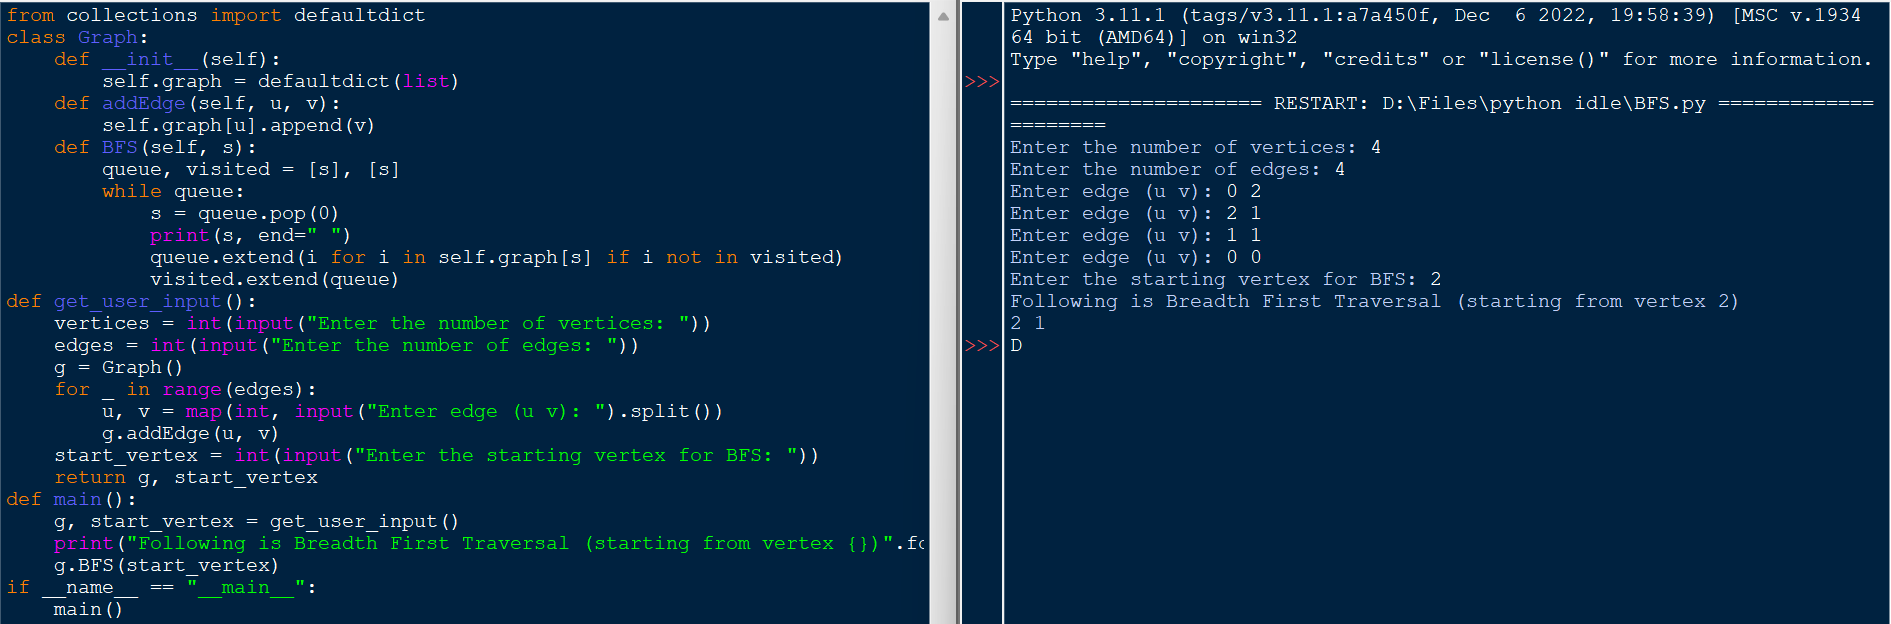 from collections import defaultdict
class Graph:
    def __init__(self):
        self.graph = defaultdict(list)
    def addEdge(self, u, v):
        self.graph[u].append(v)
    def BFS(self, s):
        queue, visited = [s], [s]
        while queue:
            s = queue.pop(0)
            print(s, end=" ")
            queue.extend(i for i in self.graph[s] if i not in visited)
            visited.extend(queue)
def get_user_input():
    vertices = int(input("Enter the number of vertices: "))
    edges = int(input("Enter the number of edges: "))
    g = Graph()
    for _ in range(edges):
        u, v = map(int, input("Enter edge (u v): ").split())
        g.addEdge(u, v)
    start_vertex = int(input("Enter the starting vertex for BFS: "))
    return g, start_vertex
def main():
    g, start_vertex = get_user_input()
    print("Following is Breadth First Traversal (starting from vertex {})".fo
    g.BFS(start_vertex)
if __name__ == "__main__":
    main()
Python 3.11.1 (tags/v3.11.1:a7a450f, Dec  6 2022, 19:58:39) [MSC v.1934
64 bit (AMD64)] on win32
Type "help", "copyright", "credits" or "license()" for more information.
>>>
===================== RESTART: D:\Files\python idle\BFS.py =============
========
Enter the number of vertices: 4
Enter the number of edges: 4
Enter edge (u v): 0 2
Enter edge (u v): 2 1
Enter edge (u v): 1 1
Enter edge (u v): 0 0
Enter the starting vertex for BFS: 2
Following is Breadth First Traversal (starting from vertex 2)
2 1
>>> D